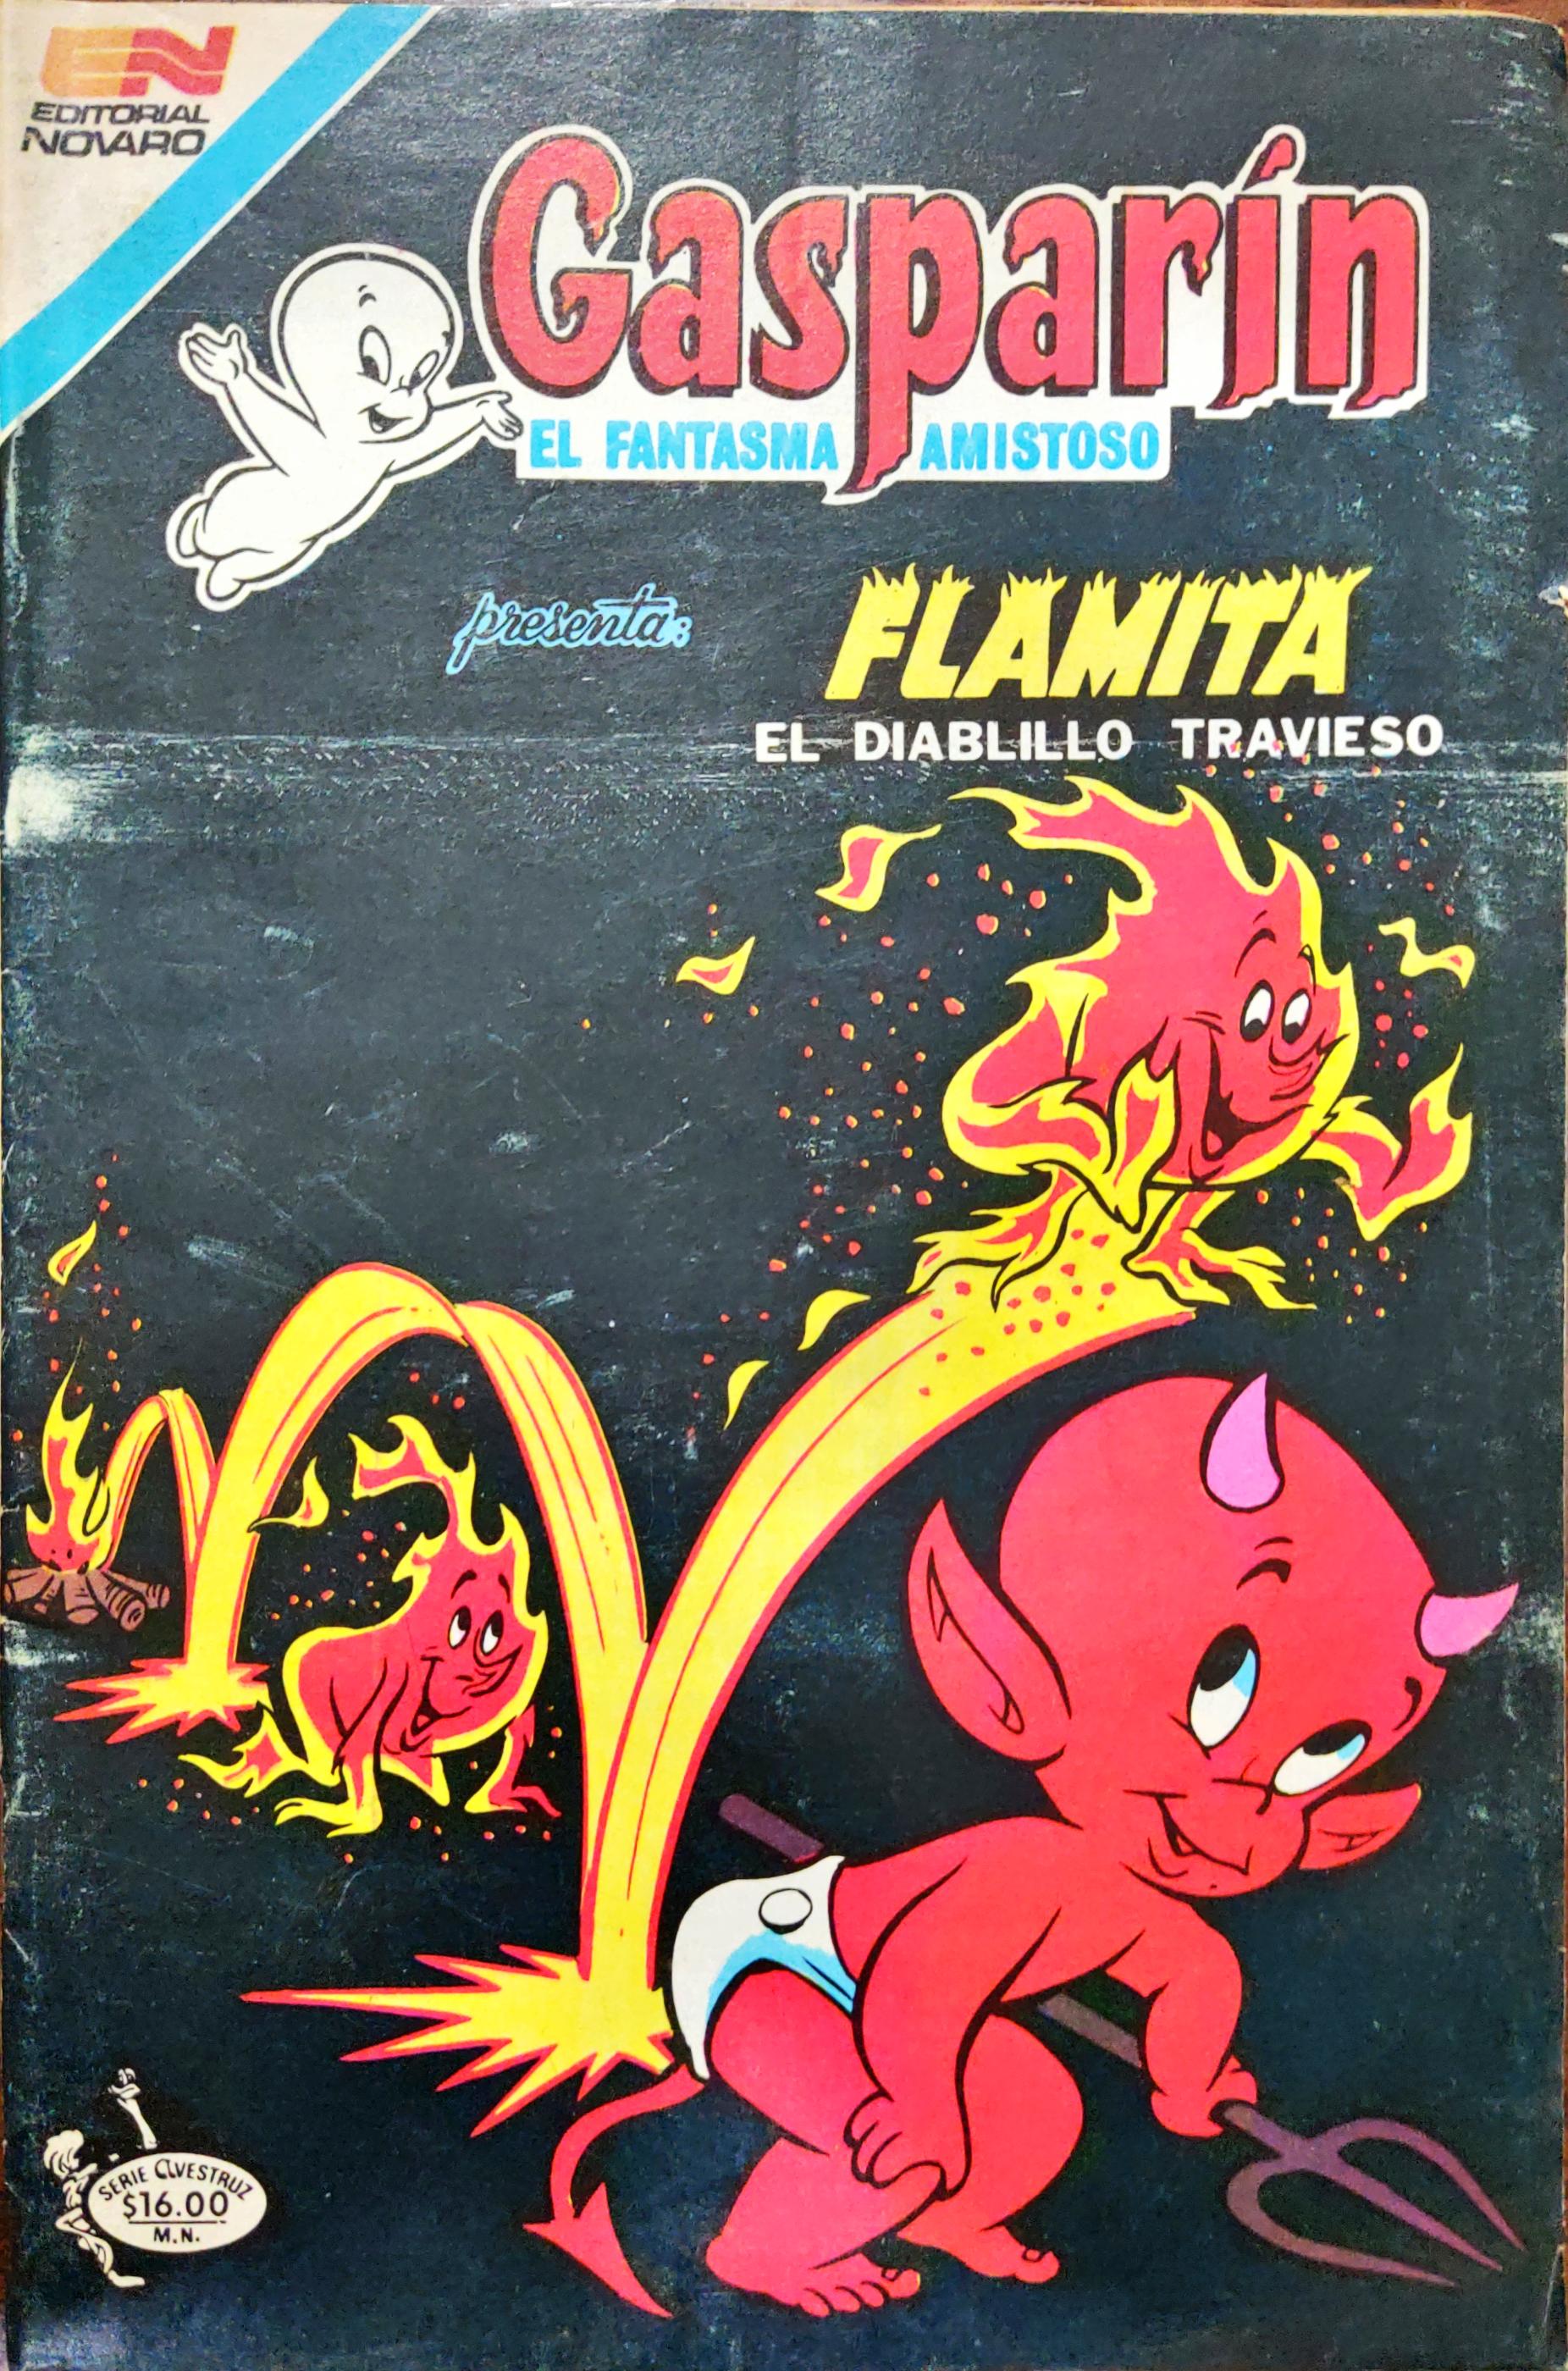 EN
EDITORIAL
NOVARO
Gasparín
EL FANTASMA AMISTOSO
presenta:
FLAMITA
EL DIABLILLO TRAVIESO
SERIE AVESTRUZ
$16.00
M.N.